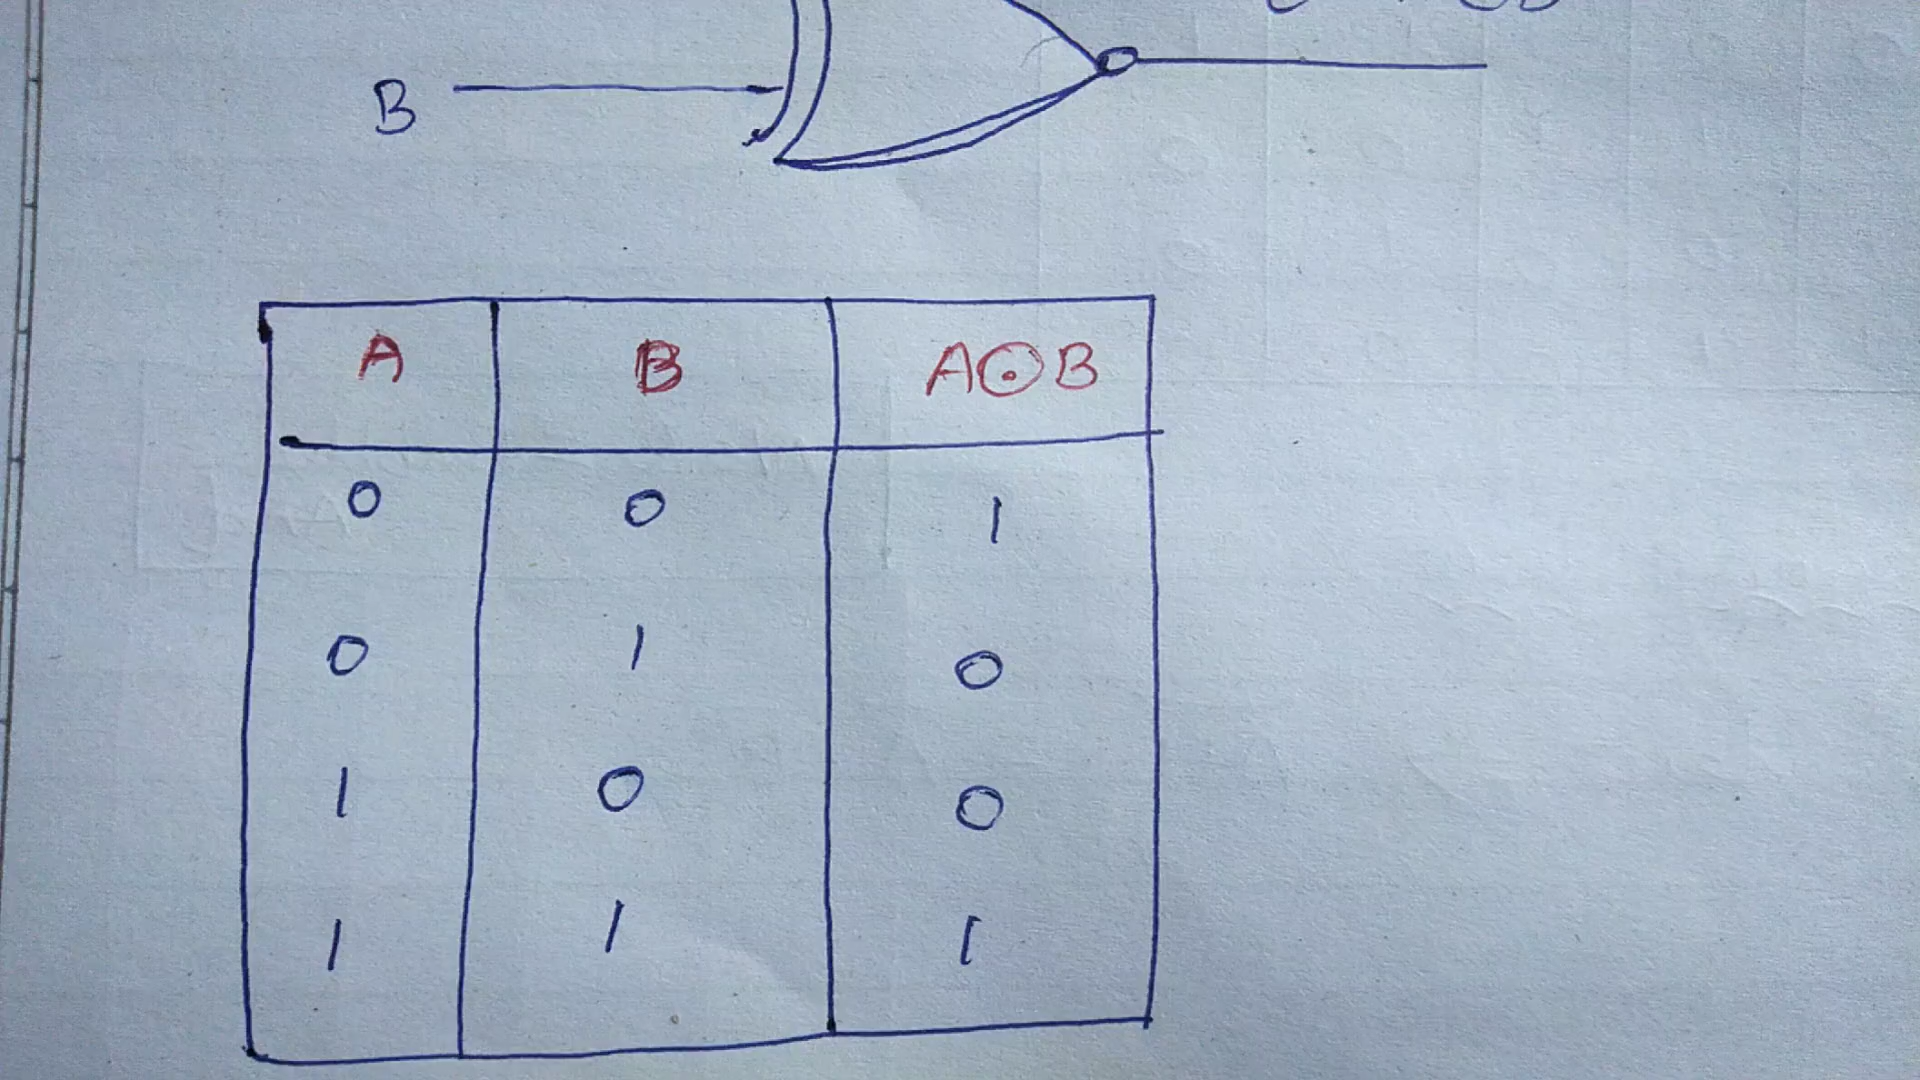 B
A B A⊙B
0 0 1
0 1 0
1 0 0
1 1 1